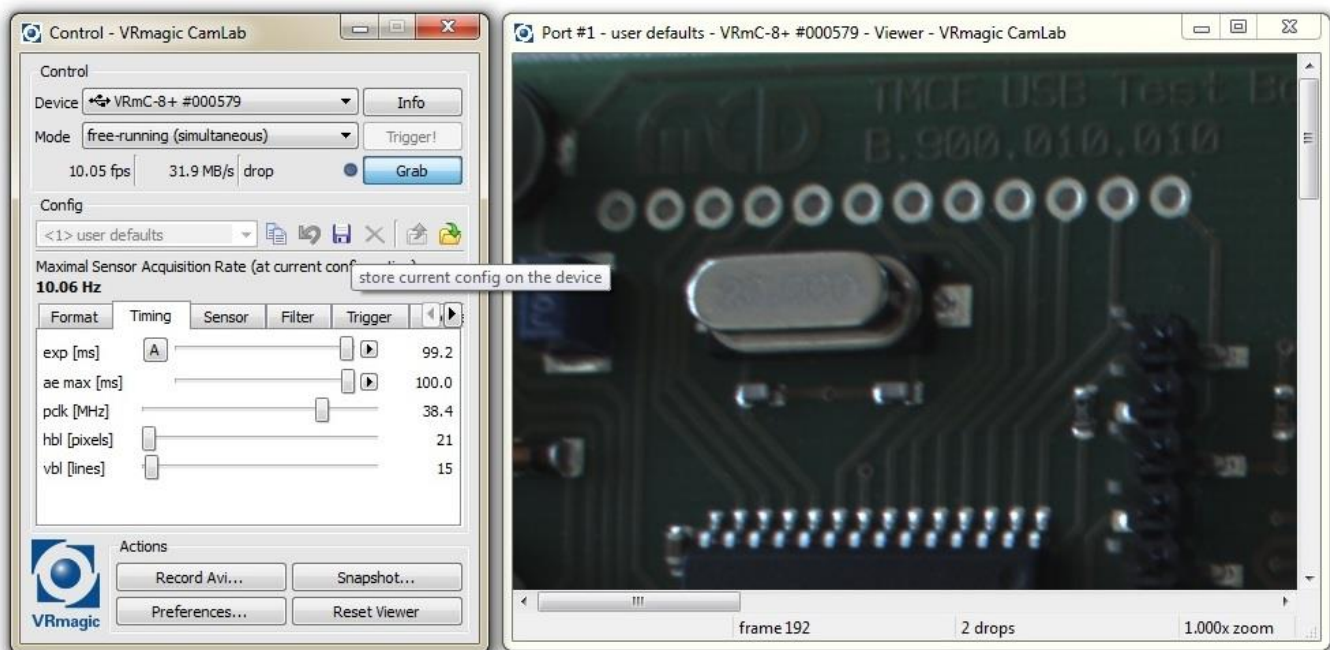 Control - VRmagic CamLab
Control
Device VRmC-8+ #000579 Info
Mode free-running (simultaneous) Trigger!
10.05 fps 31.9 MB/s drop Grab
Config
<1> user defaults
Maximal Sensor Acquisition Rate (at current
store current config on the device
10.06 Hz
Format Timing Sensor Filter Trigger
exp [ms] A 99.2
ae max [ms] 100.0
pclk [MHz] 38.4
hbl [pixels] 21
vbl [lines] 15
VRmagic
Actions
Record Avi... Snapshot...
Preferences... Reset Viewer
Port #1 - user defaults - VRmC-8+ #000579 - Viewer - VRmagic CamLab
TMCE USB Test Bo
B.900.010.010
frame 192 2 drops 1.000x zoom